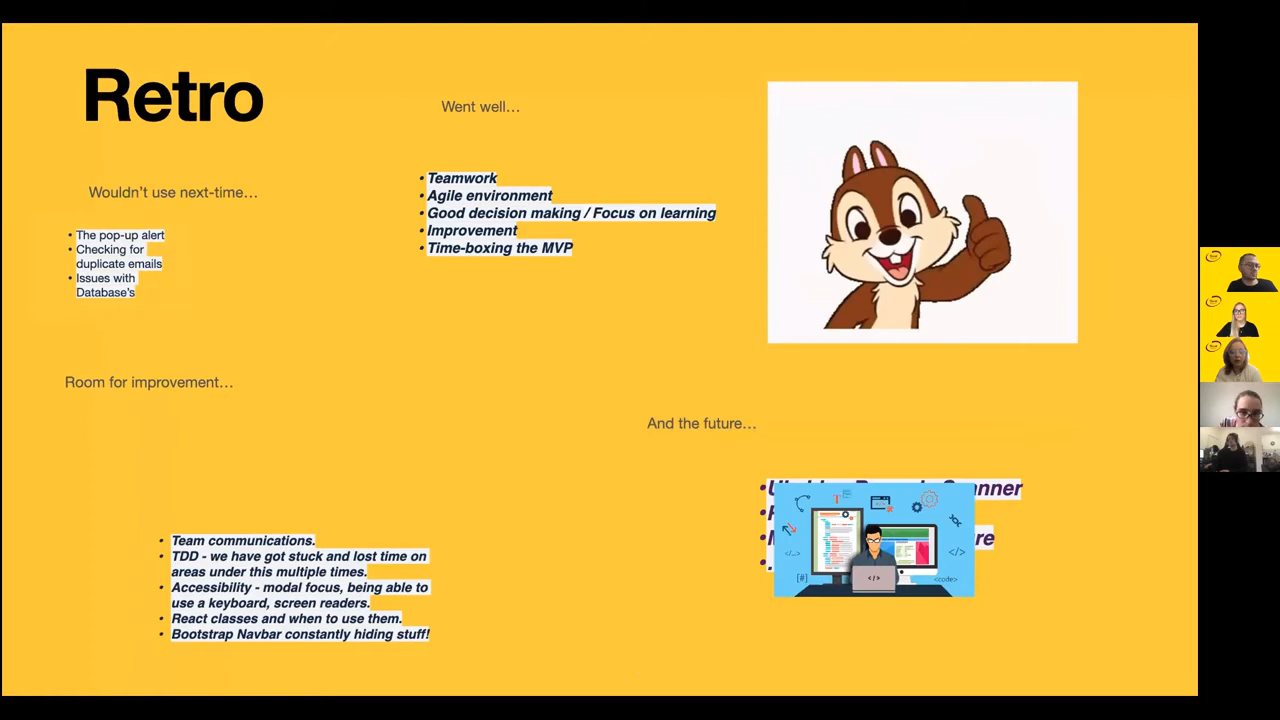 Retro
Went well…
• Teamwork
• Agile environment
• Good decision making / Focus on learning
• Improvement
• Time-boxing the MVP
Wouldn’t use next-time…
• The pop-up alert
• Checking for
duplicate emails
• Issues with
Database’s
Room for improvement…
• Team communications.
• TDD - we have got stuck and lost time on
areas under this multiple times.
• Accessibility - modal focus, being able to
use a keyboard, screen readers.
• React classes and when to use them.
• Bootstrap Navbar constantly hiding stuff!
And the future…